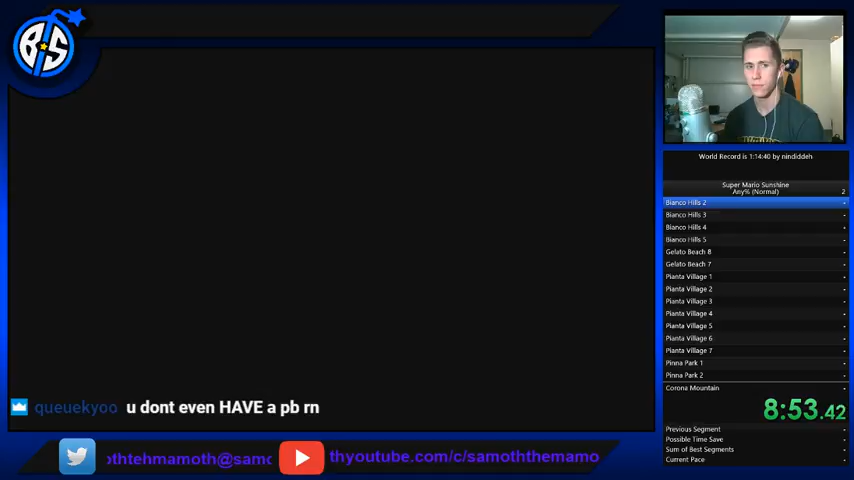 BS
World Record is 1:14:40 by nindiddeh
Super Mario Sunshine
Any% (Normal) 2
Bianco Hills 2 -
Bianco Hills 3 -
Bianco Hills 4 -
Bianco Hills 5 -
Gelato Beach 8 -
Gelato Beach 7 -
Pianta Village 1 -
Pianta Village 2 -
Pianta Village 3 -
Pianta Village 4 -
Pianta Village 5 -
Pianta Village 6 -
Pianta Village 7 -
Pinna Park 1 -
Pinna Park 2 -
Corona Mountain -
8:53.42
Previous Segment -
Possible Time Save -
Sum of Best Segments -
Current Pace -
queuekyoo u dont even HAVE a pb rn
othtehmamoth@samo
thyoutube.com/c/samoththemamo